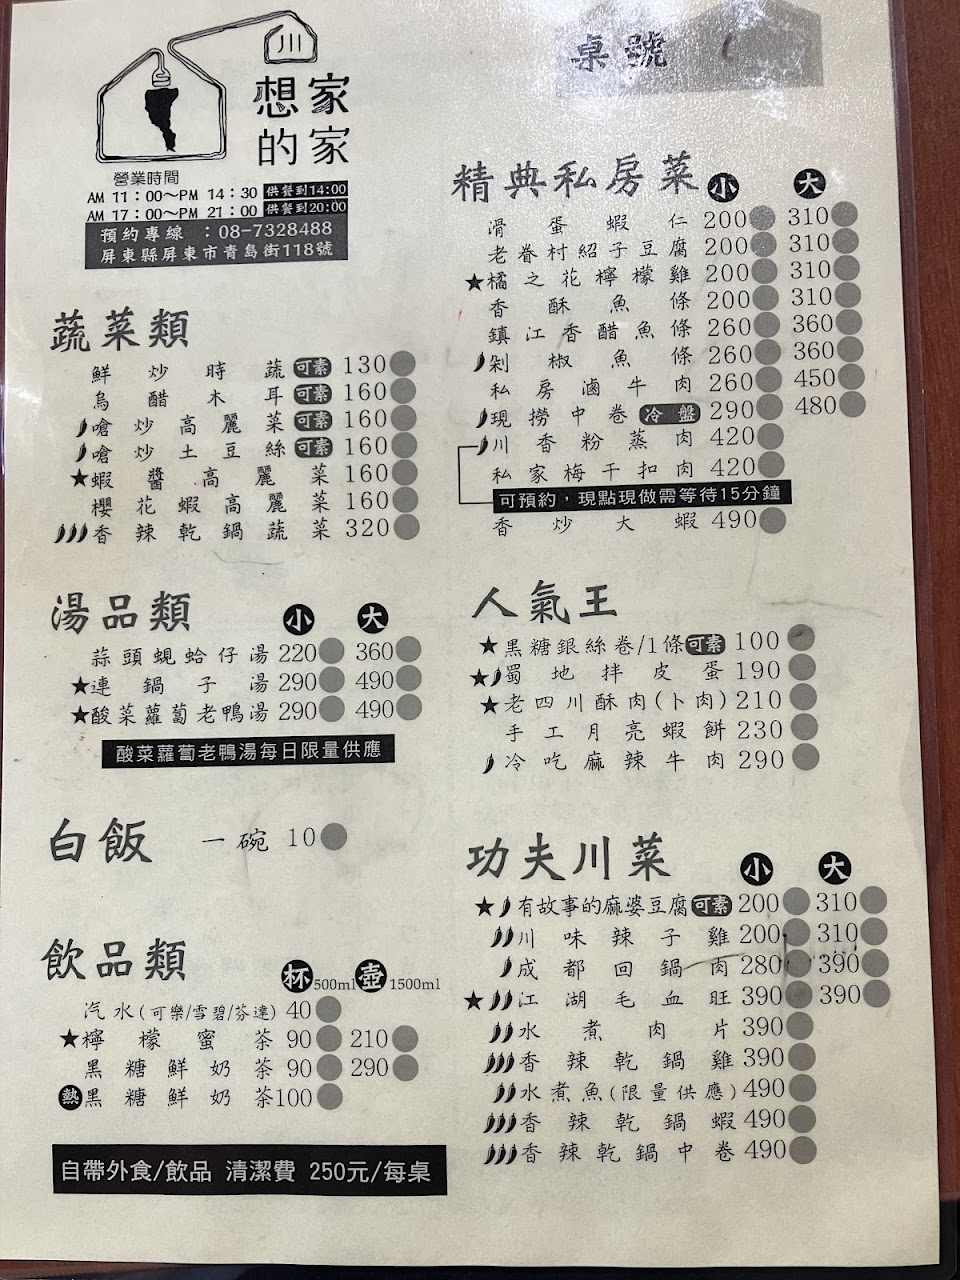 川
想家
的家
營業時間
AM 11：00～PM 14：30 供餐到14:00
AM 17：00～PM 21：00 供餐到20:00
預約專線 ：08-7328488
屏東縣屏東市青島街118號
桌號
蔬菜類
鮮炒時蔬 可素 130
烏醋木耳 可素 160
嗆炒高麗菜 可素 160
嗆炒土豆絲 可素 160
★蝦醬高麗菜 160
櫻花蝦高麗菜 160
香辣乾鍋蔬菜 320
湯品類 小 大
蒜頭蜆蛤仔湯 220 360
★連鍋子湯 290 490
★酸菜蘿蔔老鴨湯 290 490
酸菜蘿蔔老鴨湯每日限量供應
白飯 一碗 10
飲品類 杯500ml 壺1500ml
汽水(可樂/雪碧/芬達) 40
★檸檬蜜茶 90 210
黑糖鮮奶茶 90 290
熱 黑糖鮮奶茶 100
自帶外食/飲品 清潔費 250元/每桌
精典私房菜 小 大
滑蛋蝦仁 200 310
老眷村紹子豆腐 200 310
★橘之花檸檬雞 200 310
香酥魚條 200 310
鎮江香醋魚條 260 360
剁椒魚條 260 360
私房滷牛肉 260 450
現撈中卷 冷盤 290 480
川香粉蒸肉 420
私家梅干扣肉 420
可預約，現點現做需等待15分鐘
香炒大蝦 490
人氣王
★黑糖銀絲卷/1條 可素 100
★蜀地拌皮蛋 190
★老四川酥肉(卜肉) 210
手工月亮蝦餅 230
冷吃麻辣牛肉 290
功夫川菜 小 大
★有故事的麻婆豆腐 可素 200 310
川味辣子雞 200 310
成都回鍋肉 280 390
★江湖毛血旺 390 390
水煮肉片 390
香辣乾鍋雞 390
水煮魚(限量供應) 490
香辣乾鍋蝦 490
香辣乾鍋中卷 490